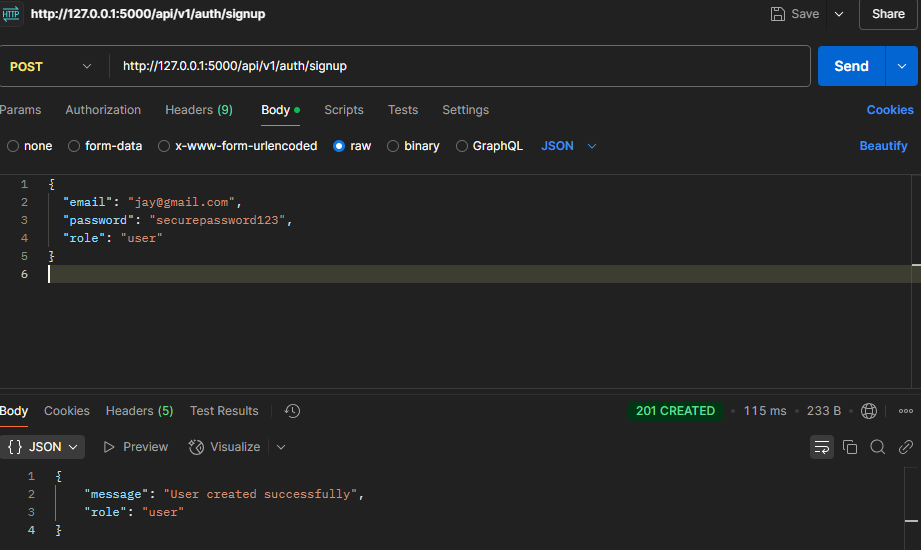 HTTP http://127.0.0.1:5000/api/v1/auth/signup Save Share
POST http://127.0.0.1:5000/api/v1/auth/signup Send
Params Authorization Headers (9) Body Scripts Tests Settings Cookies
none form-data x-www-form-urlencoded raw binary GraphQL JSON Beautify
1 {
2 "email": "jay@gmail.com",
3 "password": "securepassword123",
4 "role": "user"
5 }
6
Body Cookies Headers (5) Test Results 201 CREATED 115 ms 233 B
{} JSON Preview Visualize
1 {
2 "message": "User created successfully",
3 "role": "user"
4 }